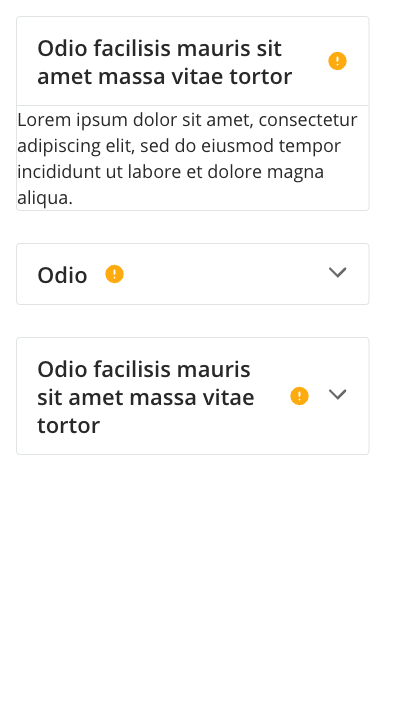 Odio facilisis mauris sit
amet massa vitae tortor
Lorem ipsum dolor sit amet, consectetur
adipiscing elit, sed do eiusmod tempor
incididunt ut labore et dolore magna
aliqua.
Odio
Odio facilisis mauris
sit amet massa vitae
tortor